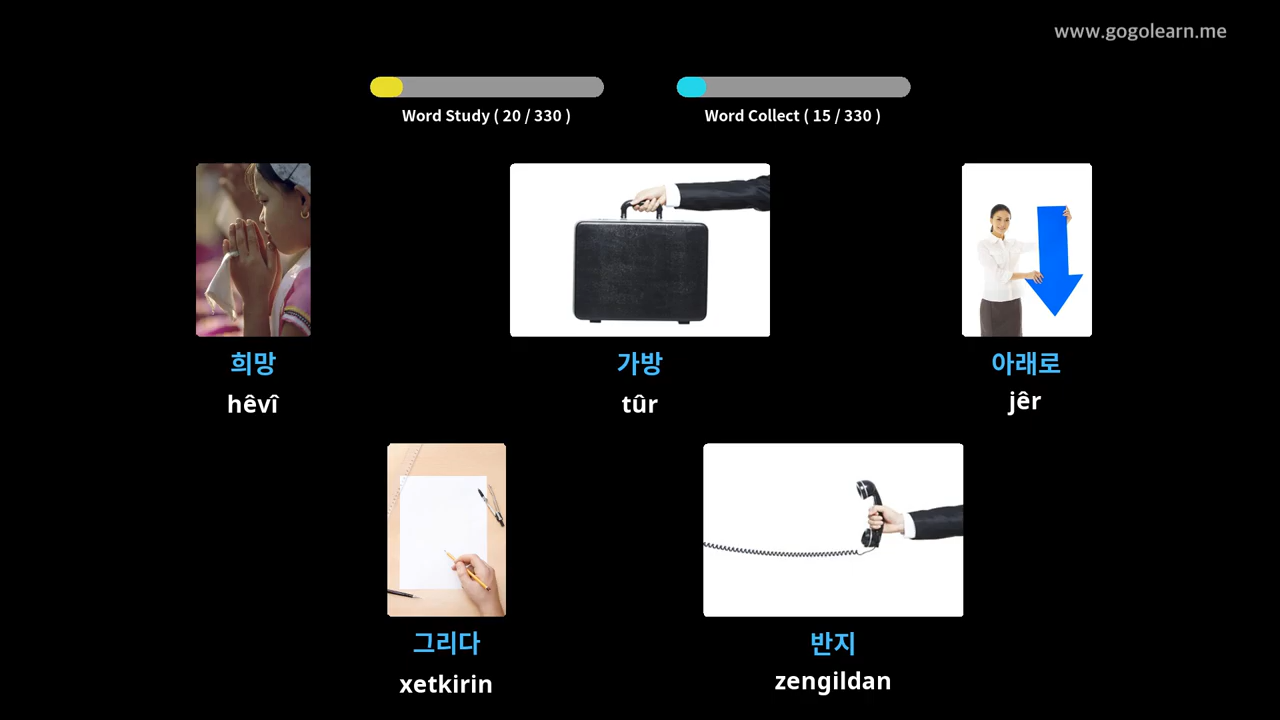 www.gogolearn.me
Word Study ( 20 / 330 )
Word Collect ( 15 / 330 )
희망
가방
아래로
hêvî
tûr
jêr
그리다
반지
xetkirin
zengildan